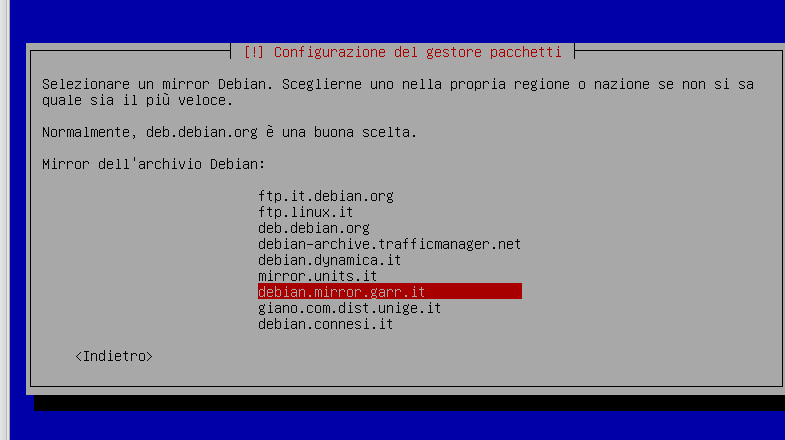 [!] Configurazione del gestore pacchetti
Selezionare un mirror Debian. Sceglierne uno nella propria regione o nazione se non si sa
quale sia il più veloce.
Normalmente, deb.debian.org è una buona scelta.
Mirror dell'archivio Debian:
ftp.it.debian.org
ftp.linux.it
deb.debian.org
debian-archive.trafficmanager.net
debian.dynamica.it
mirror.units.it
debian.mirror.garr.it
giano.com.dist.unige.it
debian.connesi.it
<Indietro>